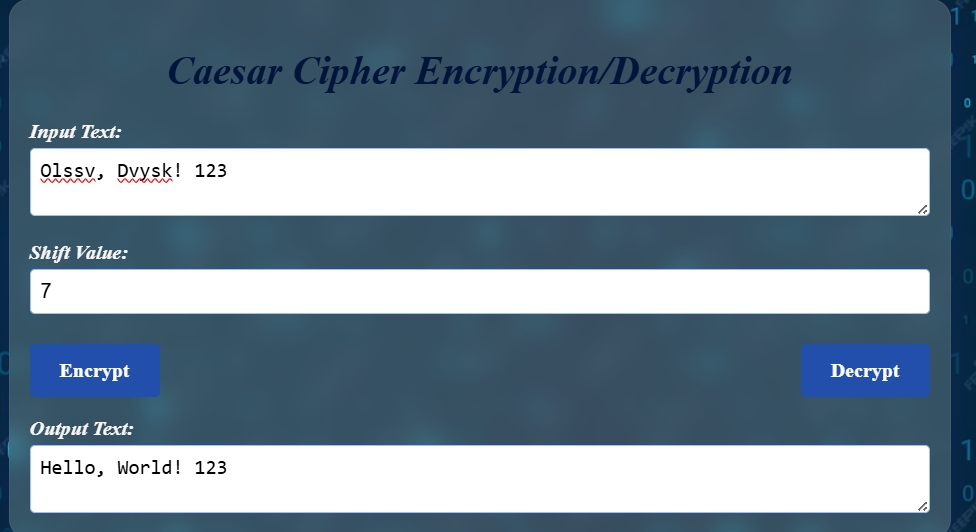 Caesar Cipher Encryption/Decryption
Input Text:
Olssv, Dvysk! 123
Shift Value:
7
Encrypt
Decrypt
Output Text:
Hello, World! 123